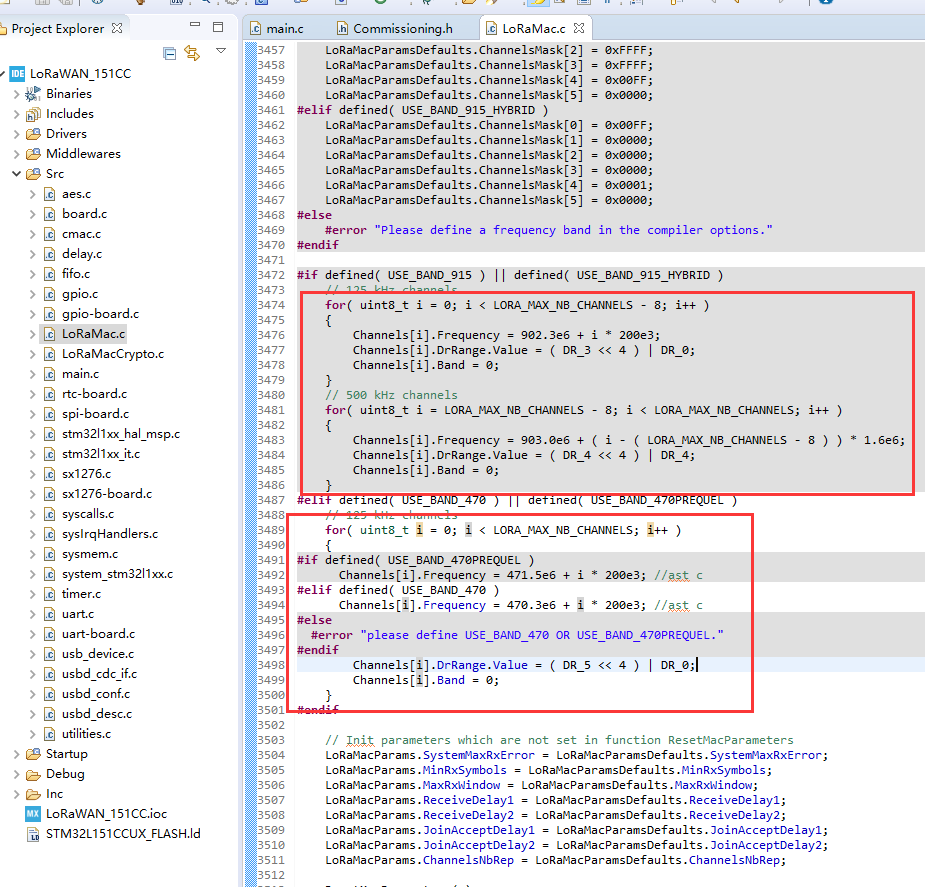 Project Explorer
LoRaWAN_151CC
Binaries
Includes
Drivers
Middlewares
Src
aes.c
board.c
cmac.c
delay.c
fifo.c
gpio.c
gpio-board.c
LoRaMac.c
LoRaMacCrypto.c
main.c
rtc-board.c
spi-board.c
stm32l1xx_hal_msp.c
stm32l1xx_it.c
sx1276.c
sx1276-board.c
syscalls.c
sysIrqHandlers.c
sysmem.c
system_stm32l1xx.c
timer.c
uart.c
uart-board.c
usb_device.c
usbd_cdc_if.c
usbd_conf.c
usbd_desc.c
utilities.c
Startup
Debug
Inc
LoRaWAN_151CC.ioc
STM32L151CCUX_FLASH.ld
main.c
Commissioning.h
LoRaMac.c
3457 LoRaMacParamsDefaults.ChannelsMask[2] = 0xFFFF;
3458 LoRaMacParamsDefaults.ChannelsMask[3] = 0xFFFF;
3459 LoRaMacParamsDefaults.ChannelsMask[4] = 0x00FF;
3460 LoRaMacParamsDefaults.ChannelsMask[5] = 0x0000;
3461 #elif defined( USE_BAND_915_HYBRID )
3462 LoRaMacParamsDefaults.ChannelsMask[0] = 0x00FF;
3463 LoRaMacParamsDefaults.ChannelsMask[1] = 0x0000;
3464 LoRaMacParamsDefaults.ChannelsMask[2] = 0x0000;
3465 LoRaMacParamsDefaults.ChannelsMask[3] = 0x0000;
3466 LoRaMacParamsDefaults.ChannelsMask[4] = 0x0001;
3467 LoRaMacParamsDefaults.ChannelsMask[5] = 0x0000;
3468 #else
3469 #error "Please define a frequency band in the compiler options."
3470 #endif
3471
3472 #if defined( USE_BAND_915 ) || defined( USE_BAND_915_HYBRID )
3473 // 125 kHz channels
3474 for( uint8_t i = 0; i < LORA_MAX_NB_CHANNELS - 8; i++ )
3475 {
3476 Channels[i].Frequency = 902.3e6 + i * 200e3;
3477 Channels[i].DrRange.Value = ( DR_3 << 4 ) | DR_0;
3478 Channels[i].Band = 0;
3479 }
3480 // 500 kHz channels
3481 for( uint8_t i = LORA_MAX_NB_CHANNELS - 8; i < LORA_MAX_NB_CHANNELS; i++ )
3482 {
3483 Channels[i].Frequency = 903.0e6 + ( i - ( LORA_MAX_NB_CHANNELS - 8 ) ) * 1.6e6;
3484 Channels[i].DrRange.Value = ( DR_4 << 4 ) | DR_4;
3485 Channels[i].Band = 0;
3486 }
3487 #elif defined( USE_BAND_470 ) || defined( USE_BAND_470PREQUEL )
3488 // 125 kHz channels
3489 for( uint8_t i = 0; i < LORA_MAX_NB_CHANNELS; i++ )
3490 {
3491 #if defined( USE_BAND_470PREQUEL )
3492 Channels[i].Frequency = 471.5e6 + i * 200e3; //ast c
3493 #elif defined( USE_BAND_470 )
3494 Channels[i].Frequency = 470.3e6 + i * 200e3; //ast c
3495 #else
3496 #error "please define USE_BAND_470 OR USE_BAND_470PREQUEL."
3497 #endif
3498 Channels[i].DrRange.Value = ( DR_5 << 4 ) | DR_0;
3499 Channels[i].Band = 0;
3500 }
3501 #endif
3502
3503 // Init parameters which are not set in function ResetMacParameters
3504 LoRaMacParams.SystemMaxRxError = LoRaMacParamsDefaults.SystemMaxRxError;
3505 LoRaMacParams.MinRxSymbols = LoRaMacParamsDefaults.MinRxSymbols;
3506 LoRaMacParams.MaxRxWindow = LoRaMacParamsDefaults.MaxRxWindow;
3507 LoRaMacParams.ReceiveDelay1 = LoRaMacParamsDefaults.ReceiveDelay1;
3508 LoRaMacParams.ReceiveDelay2 = LoRaMacParamsDefaults.ReceiveDelay2;
3509 LoRaMacParams.JoinAcceptDelay1 = LoRaMacParamsDefaults.JoinAcceptDelay1;
3510 LoRaMacParams.JoinAcceptDelay2 = LoRaMacParamsDefaults.JoinAcceptDelay2;
3511 LoRaMacParams.ChannelsNbRep = LoRaMacParamsDefaults.ChannelsNbRep;
3512